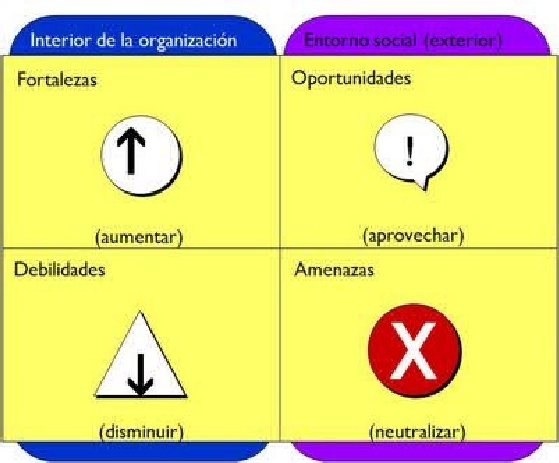 Interior de la organización
Entorno social (exterior)
Fortalezas
Oportunidades
!
(aumentar)
(aprovechar)
Debilidades
Amenazas
X
(disminuir)
(neutralizar)